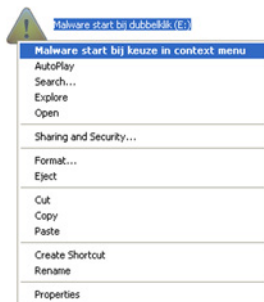 Malware start bij dubbelklik (E:)
Malware start bij keuze in context menu
AutoPlay
Search...
Explore
Open
Sharing and Security...
Format...
Eject
Cut
Copy
Paste
Create Shortcut
Rename
Properties